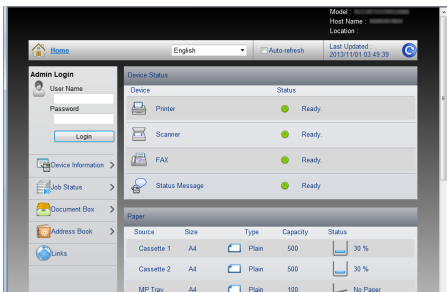 Model :
Host Name :
Location :
Home
English
Auto-refresh
Last Updated :
2013/11/01 03:49:39
Admin Login
User Name
Password
Login
Device Information
Job Status
Document Box
Address Book
Links
Device Status
Device Status
Printer Ready.
Scanner Ready.
FAX Ready.
Status Message Ready.
Paper
Source Size Type Capacity Status
Cassette 1 A4 Plain 500 30 %
Cassette 2 A4 Plain 500 30 %
MP Tray A4 Plain 100 No Paper